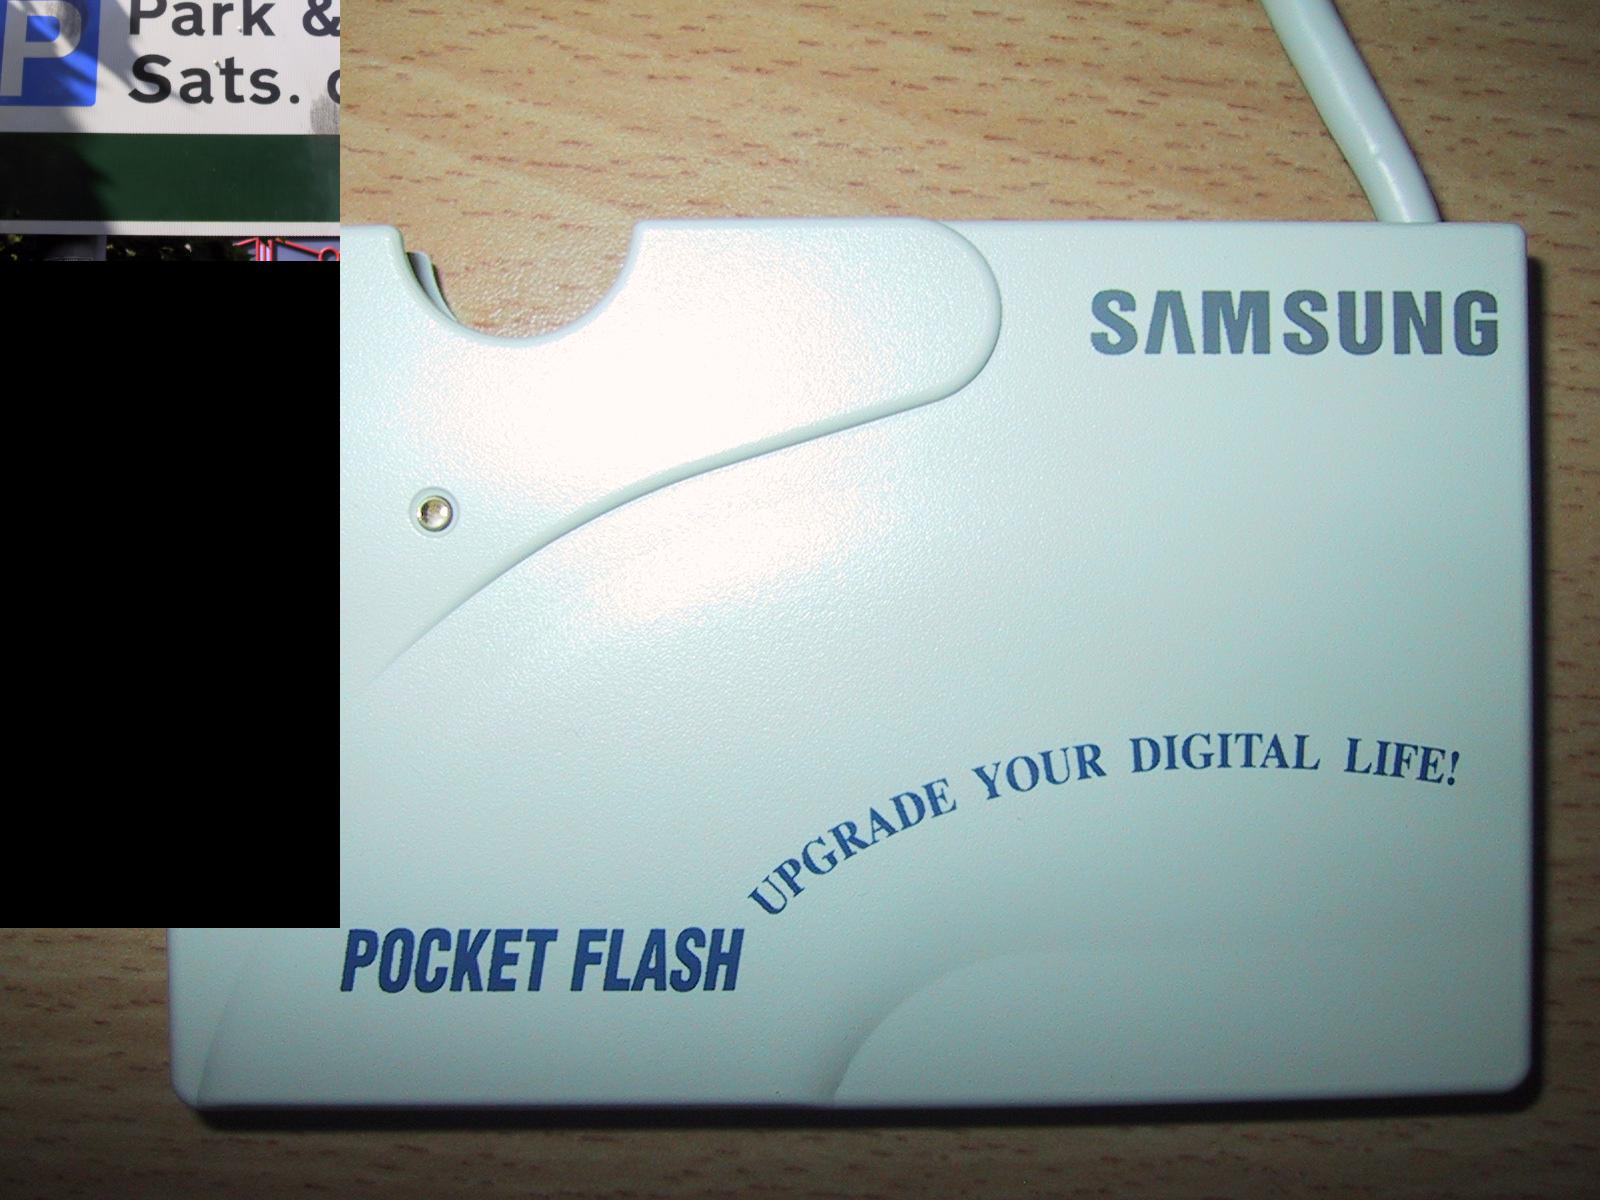 P
Park &
Sats.
SAMSUNG
UPGRADE YOUR DIGITAL LIFE!
POCKET FLASH